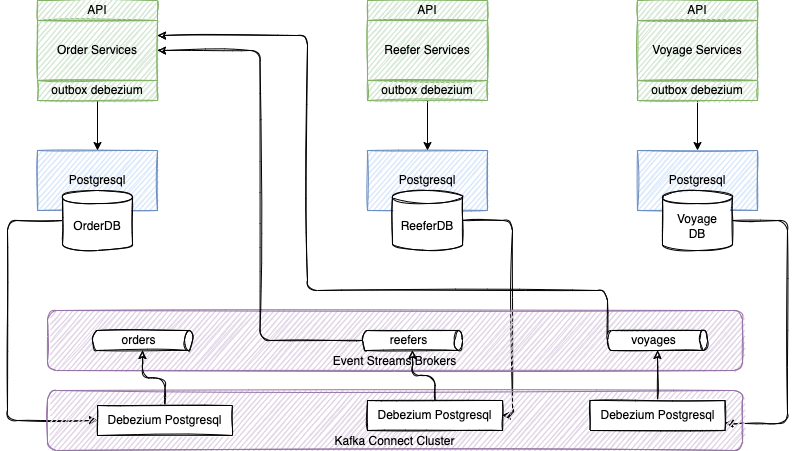 API
API
API
Order Services
Reefer Services
Voyage Services
outbox debezium
outbox debezium
outbox debezium
Postgresql
Postgresql
Postgresql
OrderDB
ReeferDB
Voyage
DB
orders
reefers
voyages
Event Streams Brokers
Debezium Postgresql
Debezium Postgresql
Debezium Postgresql
Kafka Connect Cluster